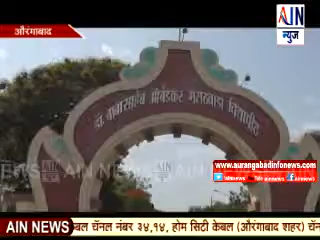 औरंगाबाद
AIN
न्युज
डा. बाबासाहेब आंबेडकर मराठवाडा विद्यापीठ
www.aurangabadinfonews.com
AIN NEWS
बल चॅनल नंबर ३४,१४, होम सिटी केबल (औरंगाबाद शहर) चॅन